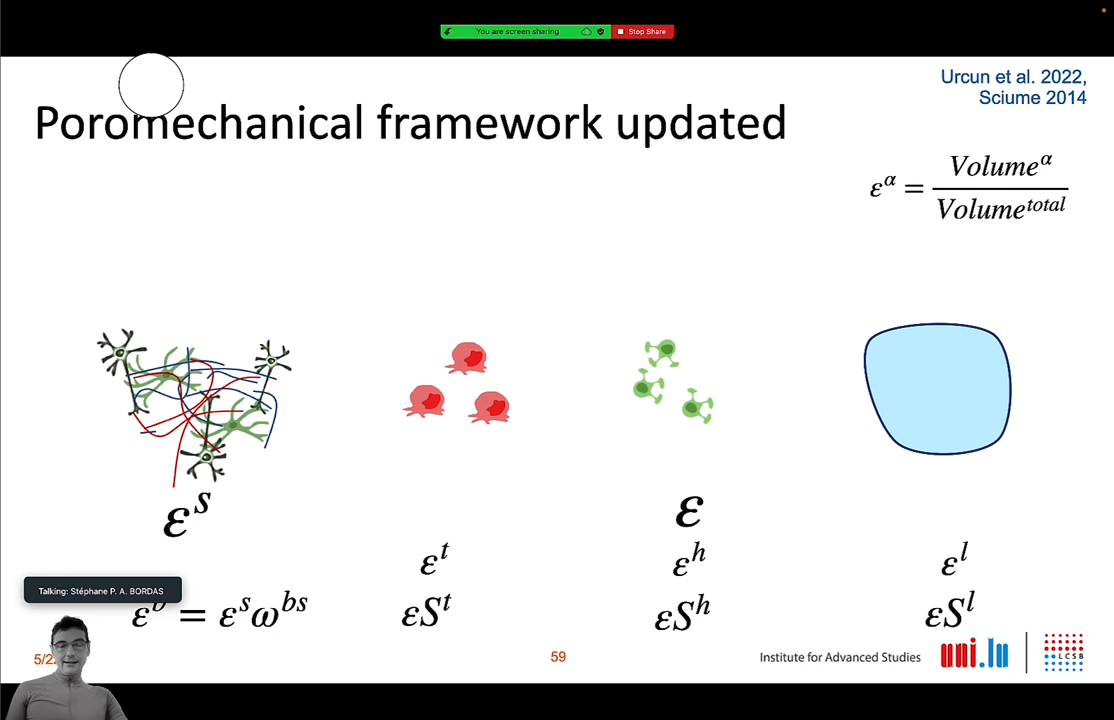 You are screen sharing
Stop Share
Urcun et al. 2022,
Sciume 2014
Poromechanical framework updated
ε^α = Volume^α / Volume^total
ε^s
ε
ε^t
ε^h
ε^l
Talking: Stéphane P. A. BORDAS
ε^b = ε^s ω^bs
εS^t
εS^h
εS^l
59
Institute for Advanced Studies
uni.lu
LCSB